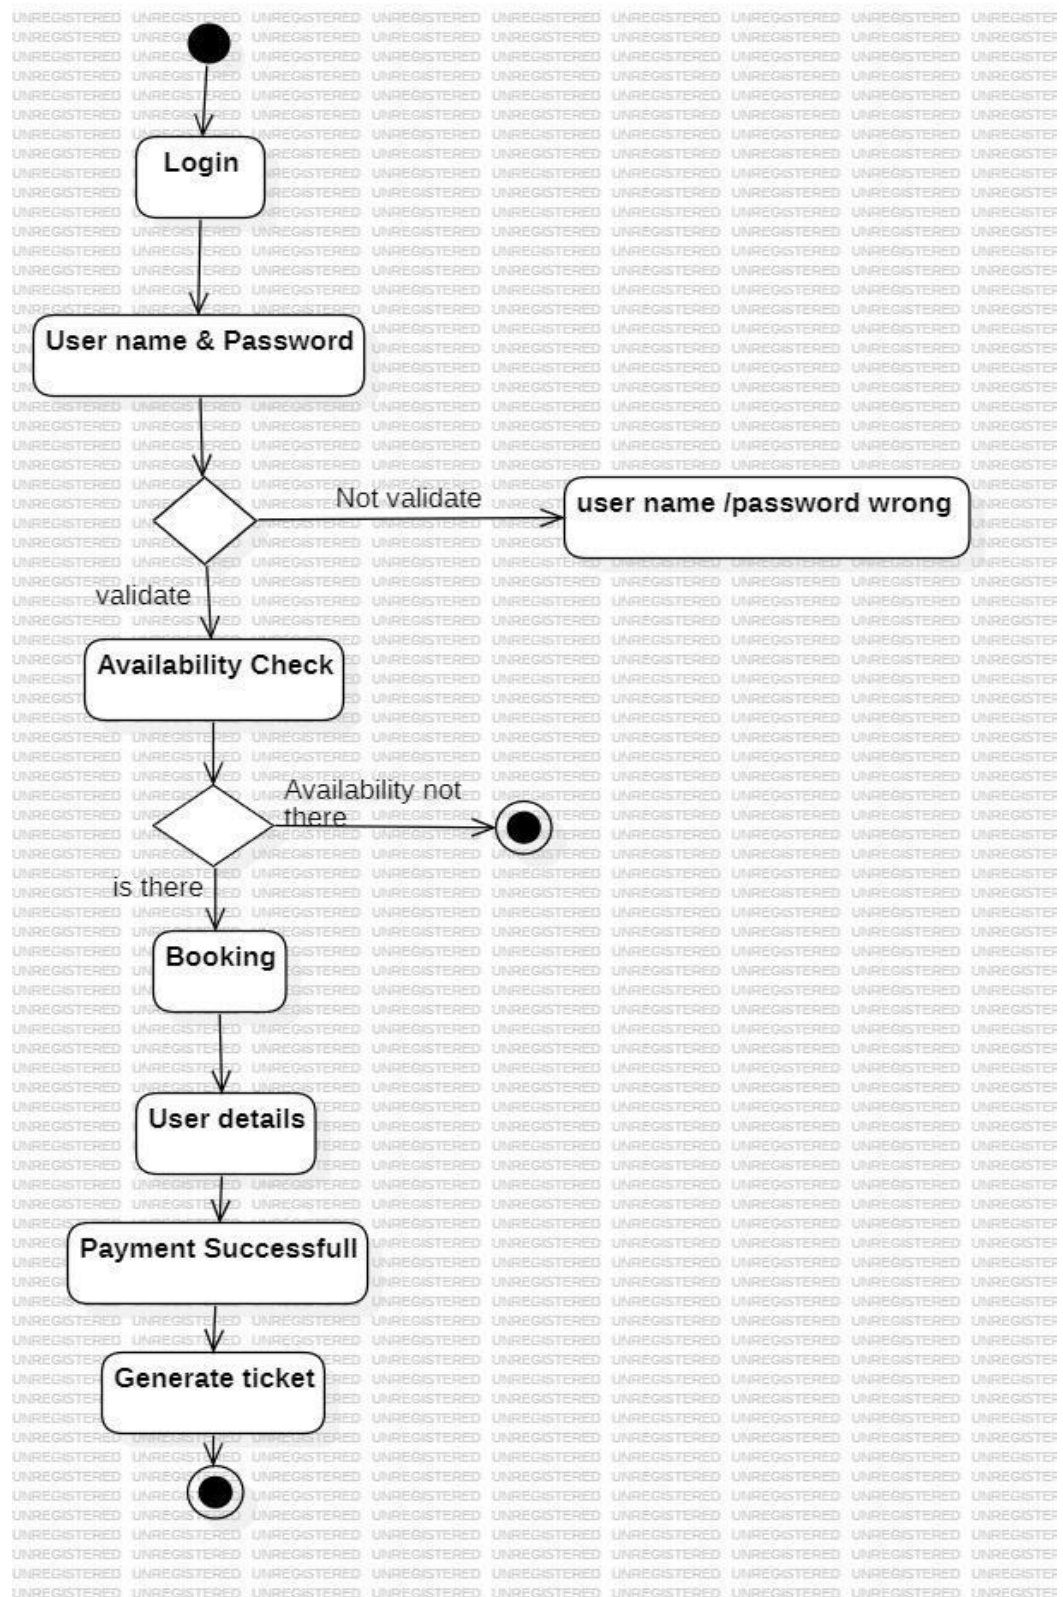 Login
User name & Password
Not validate
user name /password wrong
validate
Availability Check
Availability not
there
is there
Booking
User details
Payment Successfull
Generate ticket
UNREGISTERED